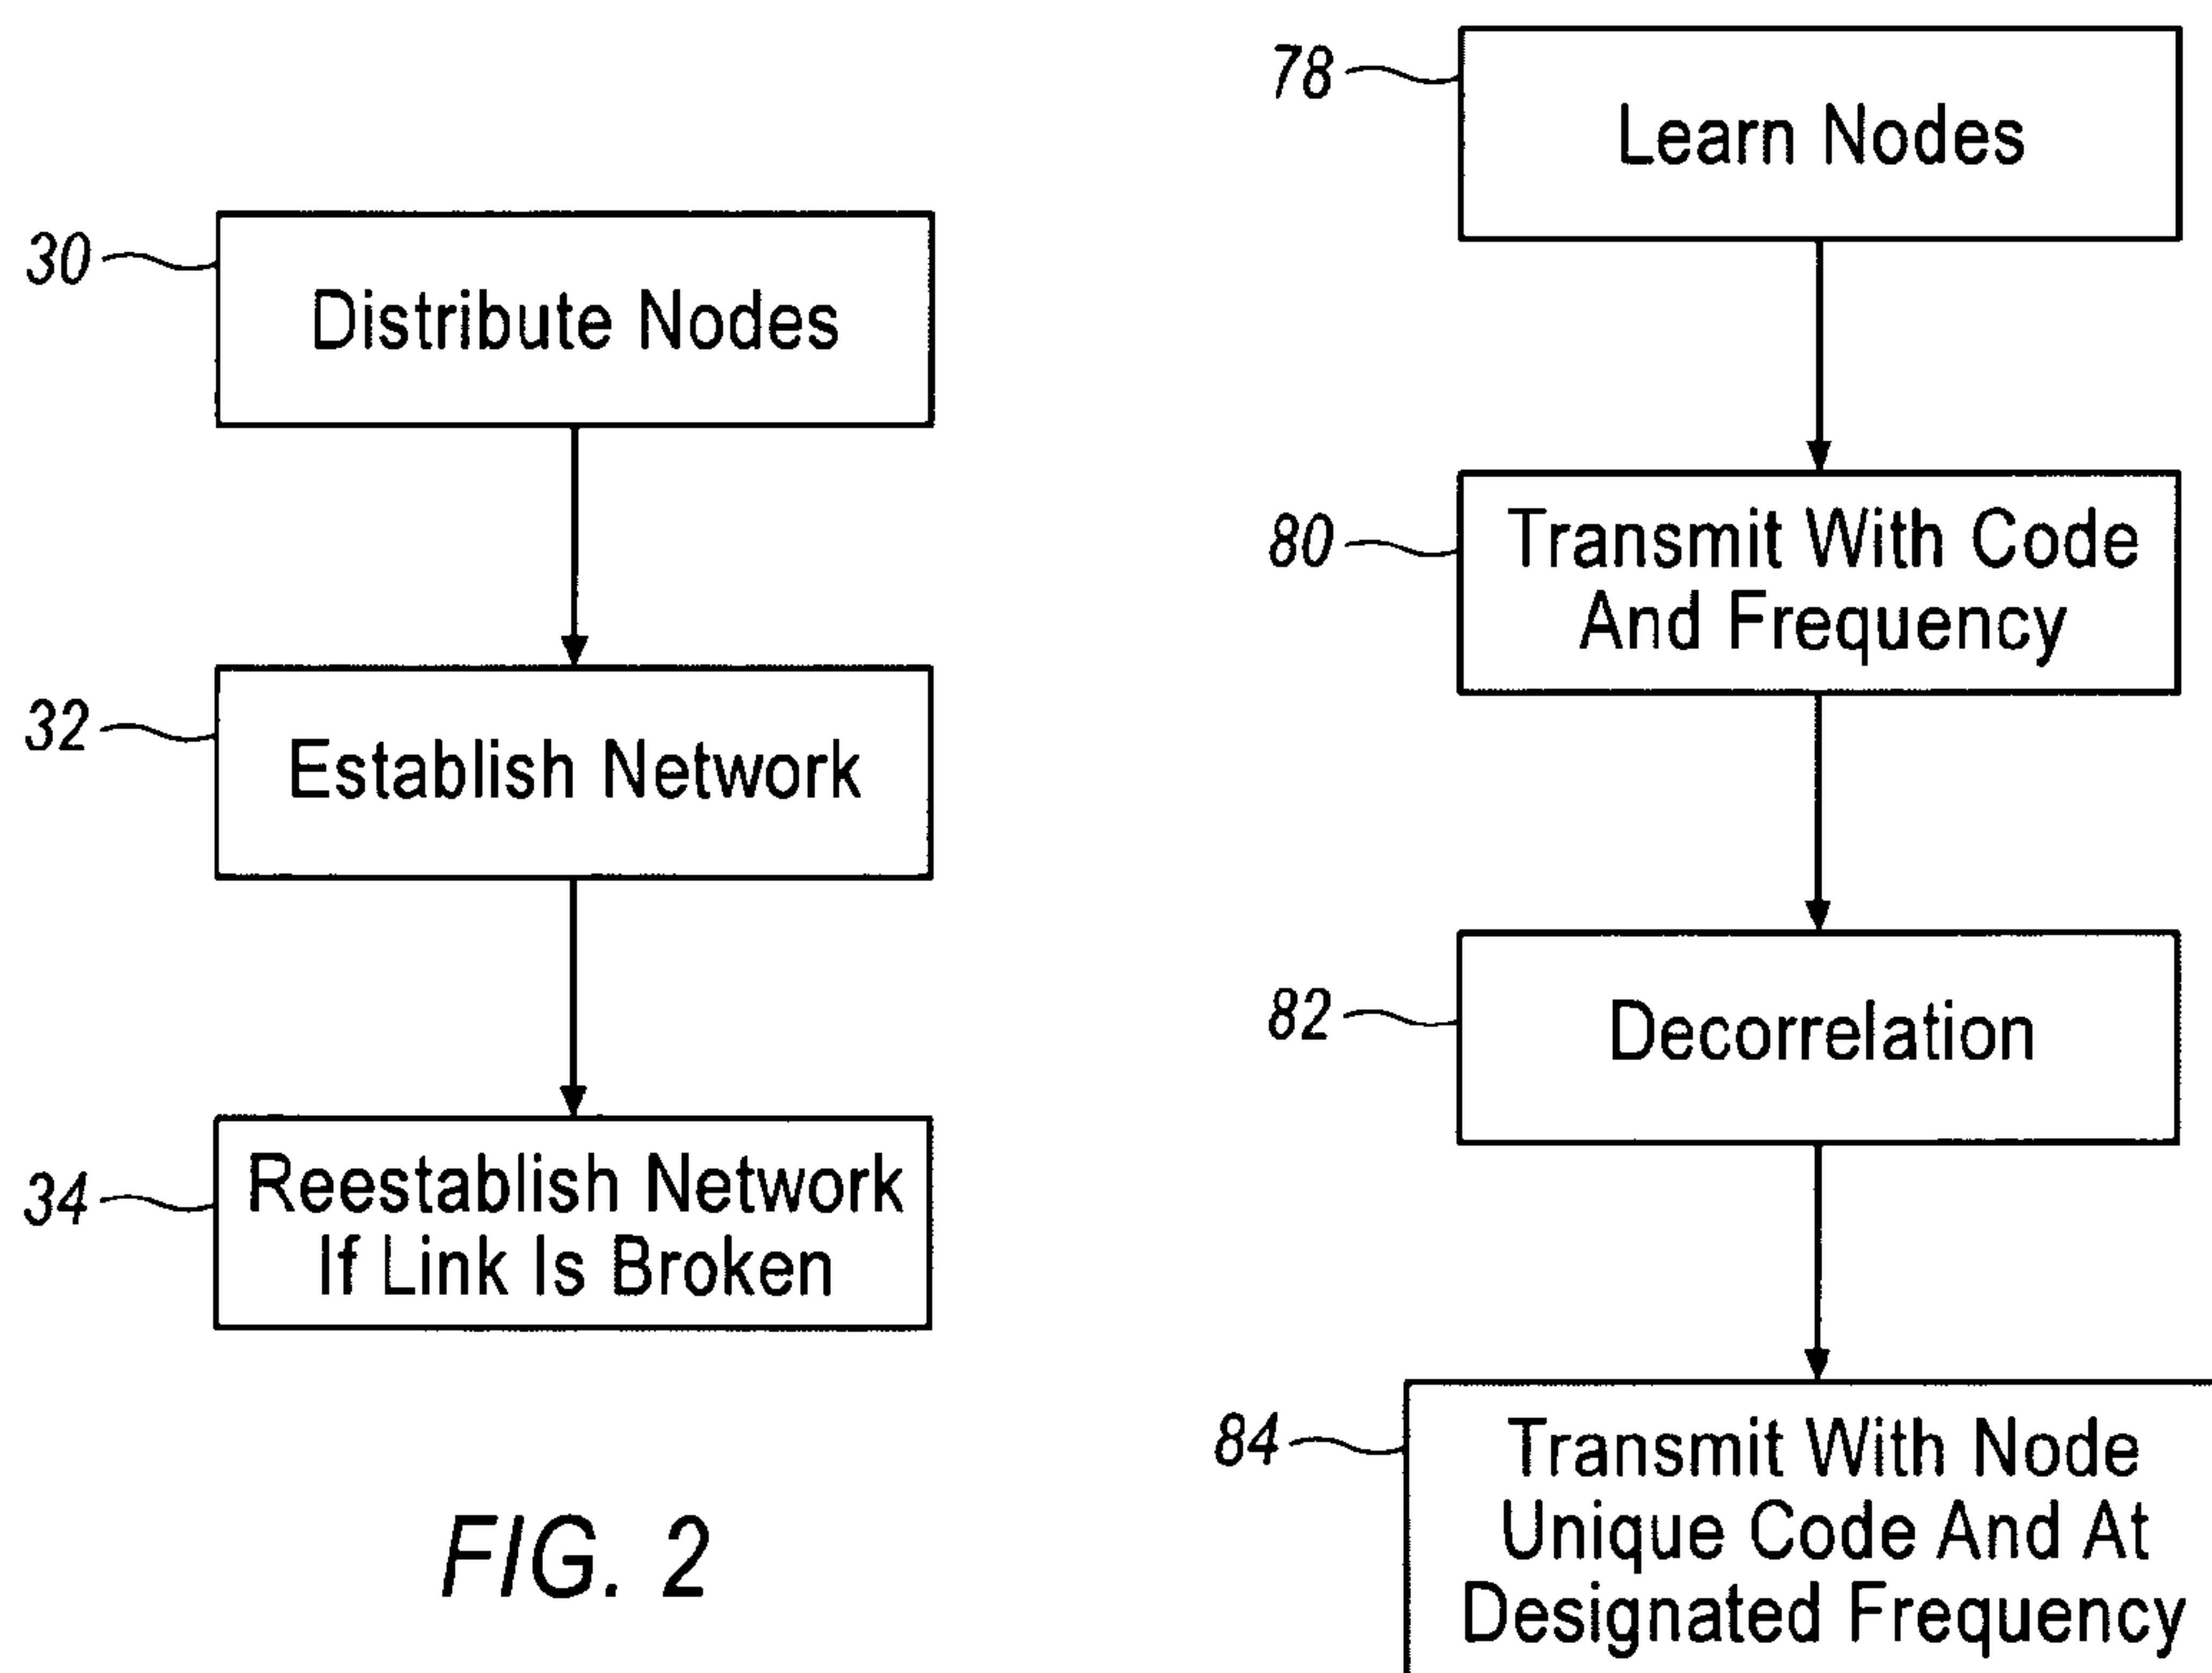 30
Distribute Nodes
32
Establish Network
34
Reestablish Network
If Link Is Broken
FIG. 2
78
Learn Nodes
80
Transmit With Code
And Frequency
82
Decorrelation
84
Transmit With Node
Unique Code And At
Designated Frequency